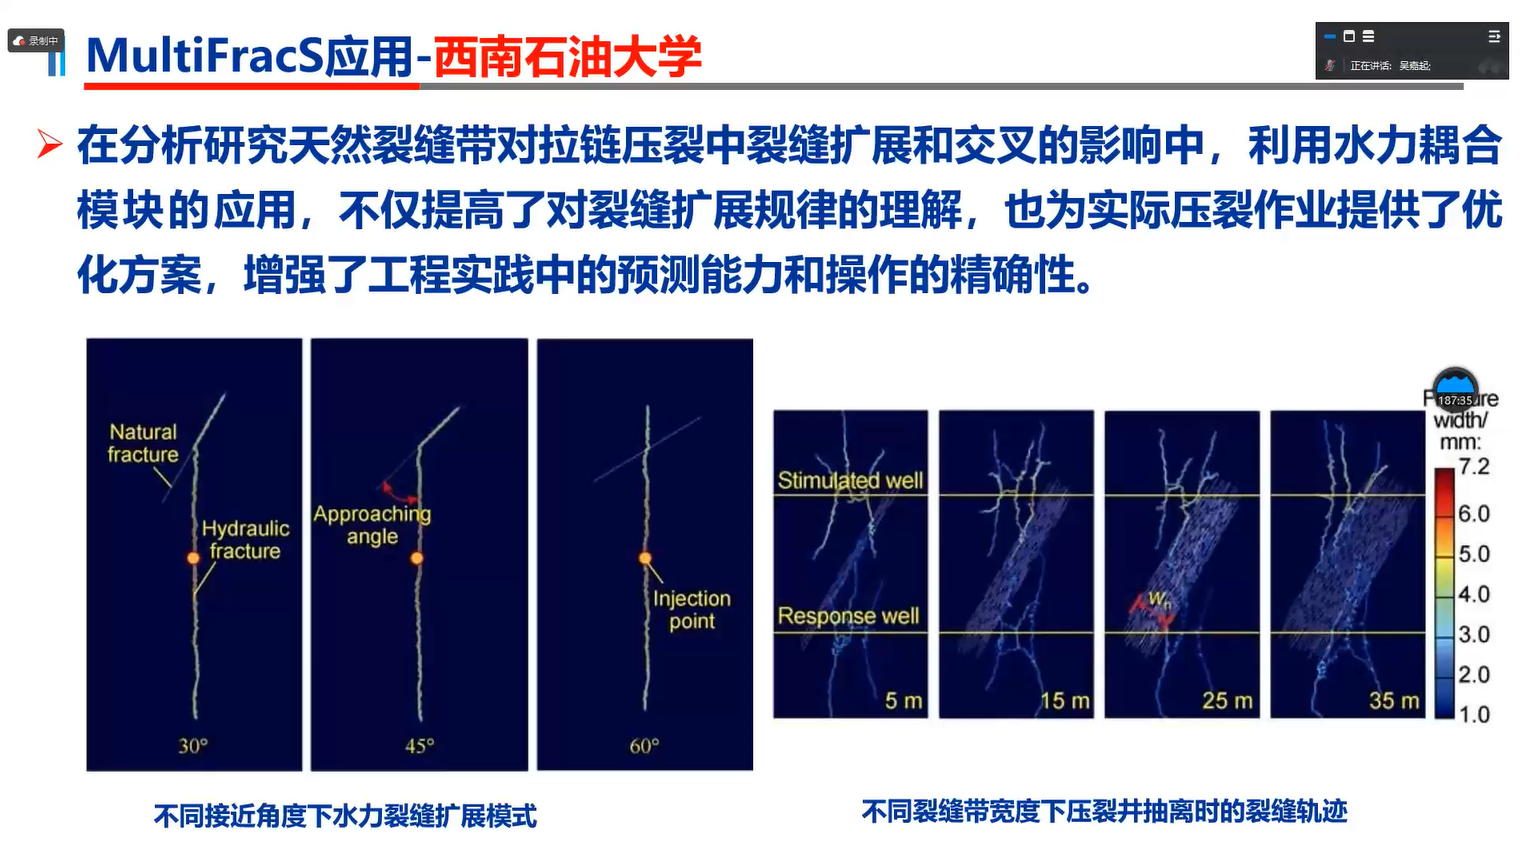 录制中
MultiFracS应用-西南石油大学
正在讲话: 吴嘉起;
在分析研究天然裂缝带对拉链压裂中裂缝扩展和交叉的影响中，利用水力耦合
模块的应用，不仅提高了对裂缝扩展规律的理解，也为实际压裂作业提供了优
化方案，增强了工程实践中的预测能力和操作的精确性。
Natural
fracture
Hydraulic
fracture
30°
Approaching
angle
45°
Injection
point
60°
Stimulated well
Response well
5 m
15 m
Wn
25 m
35 m
187:35
width/
mm:
7.2
6.0
5.0
4.0
3.0
2.0
1.0
不同接近角度下水力裂缝扩展模式
不同裂缝带宽度下压裂井抽离时的裂缝轨迹